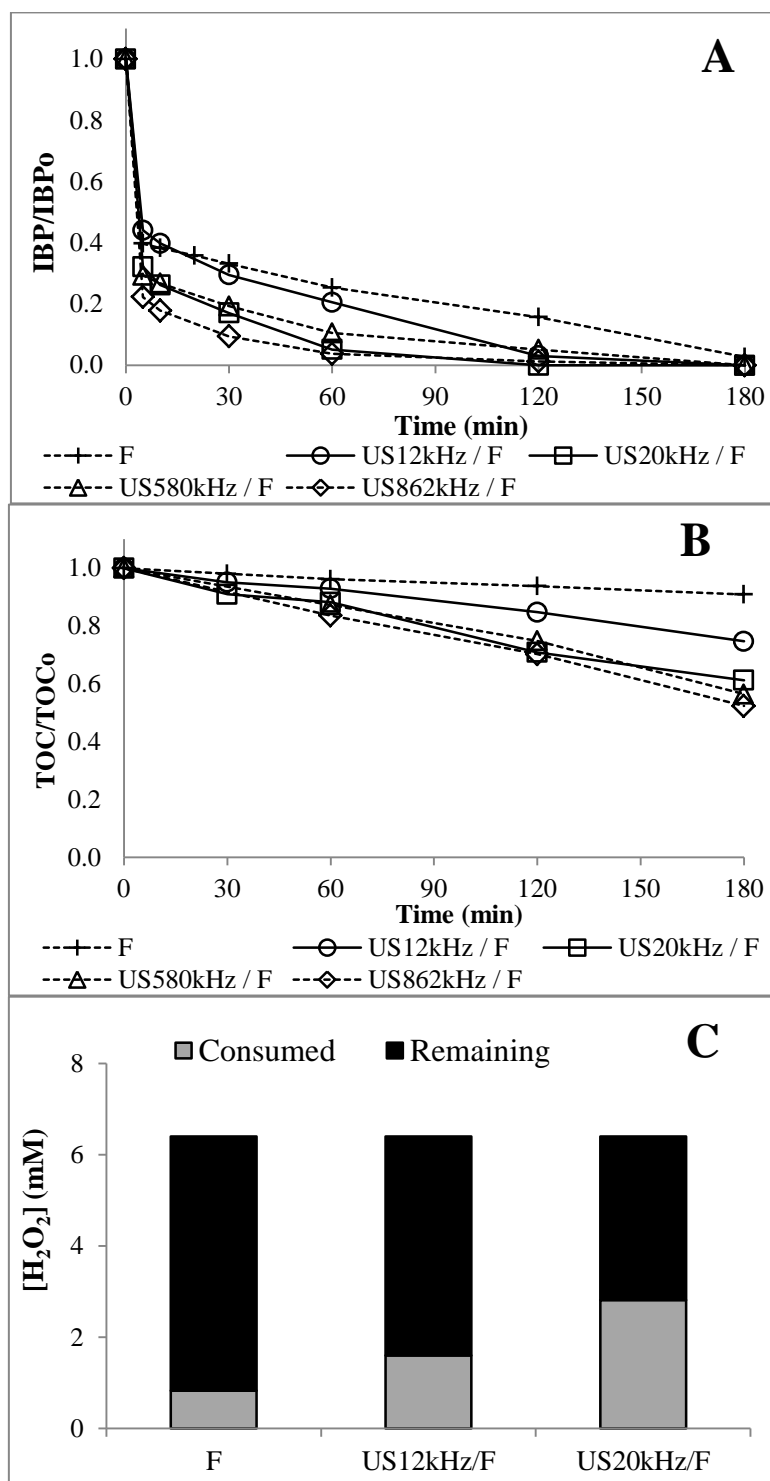 A
1.0
0.8
0.6
0.4
0.2
0.0
IBP/IBPo
0 30 60 90 120 150 180
Time (min)
F US12kHz / F US20kHz / F
US580kHz / F US862kHz / F
B
1.0
0.8
0.6
0.4
0.2
0.0
TOC/TOCo
0 30 60 90 120 150 180
Time (min)
F US12kHz / F US20kHz / F
US580kHz / F US862kHz / F
C
Consumed Remaining
8
6
4
2
0
[H₂O₂] (mM)
F US12kHz/F US20kHz/F